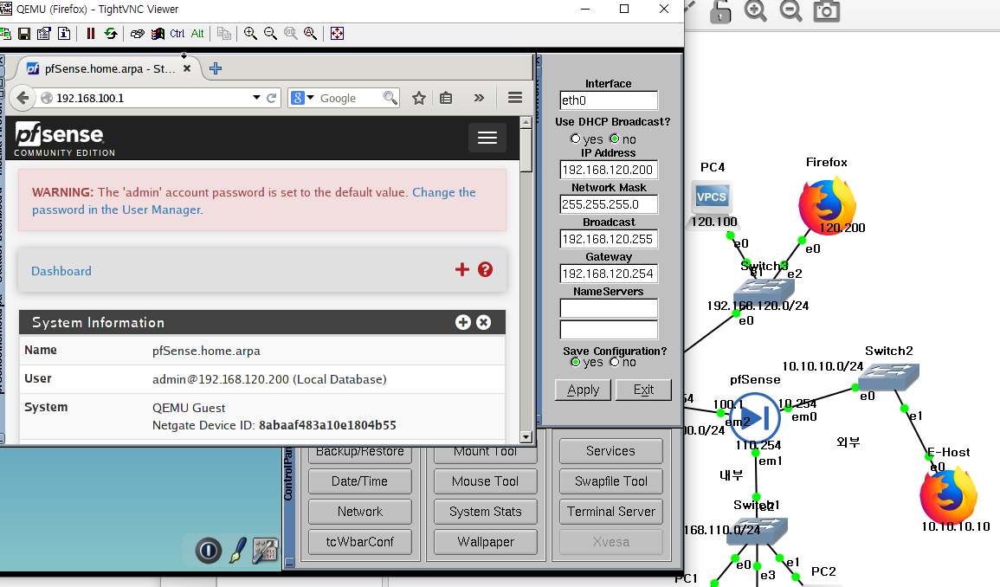 QEMU (Firefox) - TightVNC Viewer
Ctrl Alt
pfSense.home.arpa - St...
192.168.100.1
Google
pfsense
COMMUNITY EDITION
WARNING: The 'admin' account password is set to the default value. Change the
password in the User Manager.
Dashboard
System Information
Name pfSense.home.arpa
User admin@192.168.120.200 (Local Database)
System QEMU Guest
Netgate Device ID: 8abaaf483a10e1804b55
Interface
eth0
Use DHCP Broadcast?
yes no
IP Address
192.168.120.200
Network Mask
255.255.255.0
Broadcast
192.168.120.255
Gateway
192.168.120.254
NameServers
Save Configuration?
yes no
Apply Exit
ControlPan
Backup/Restore Mount Tool Services
Date/Time Mouse Tool Swapfile Tool
Network System Stats Terminal Server
tcWbarConf Wallpaper Xvesa
PC4
VPCS
120.100
e0
Firefox
120.200
e0
Switch3
e1
e2
192.168.120.0/24
e0
Switch2
10.10.10.0/24
e0
e1
pfSense
54
100.1
em2
10.254
em0
00.0/24
110.254
em1
외부
내부
E-Host
e0
10.10.10.10
Switch1
e2
168.110.0/24
e0
e3
e1
PC1
PC2